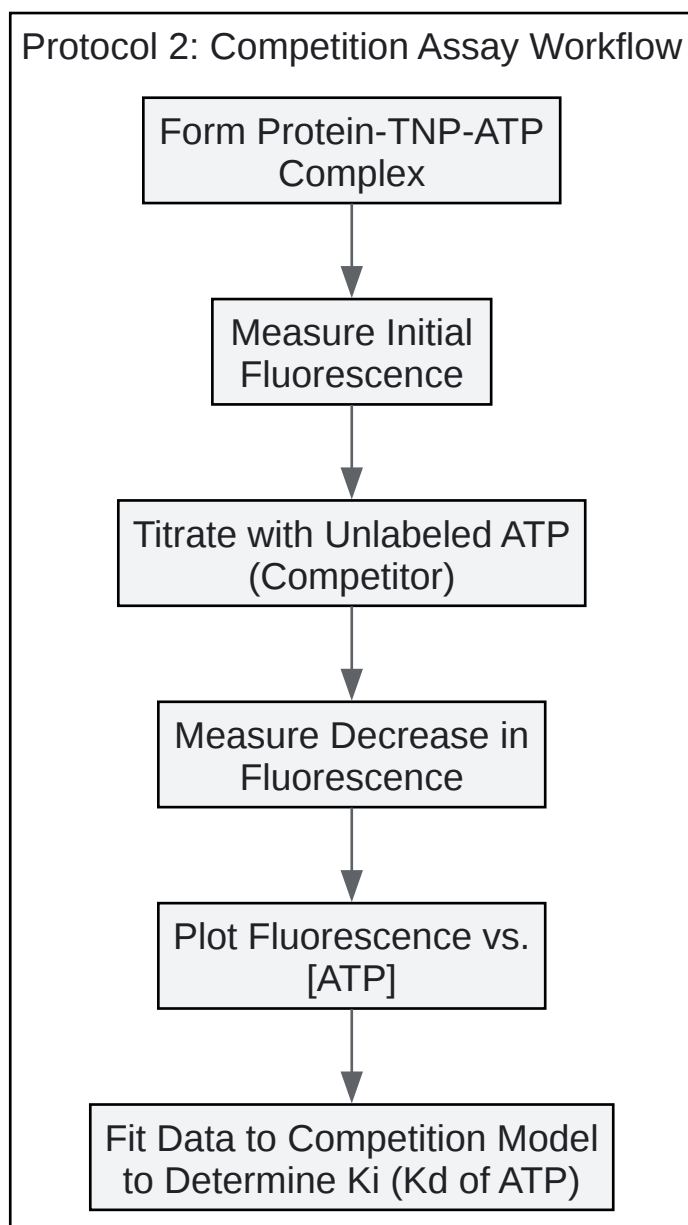 Protocol 2: Competition Assay Workflow
Form Protein-TNP-ATP
Complex
Measure Initial
Fluorescence
Titrate with Unlabeled ATP
(Competitor)
Measure Decrease in
Fluorescence
Plot Fluorescence vs.
[ATP]
Fit Data to Competition Model
to Determine Ki (Kd of ATP)